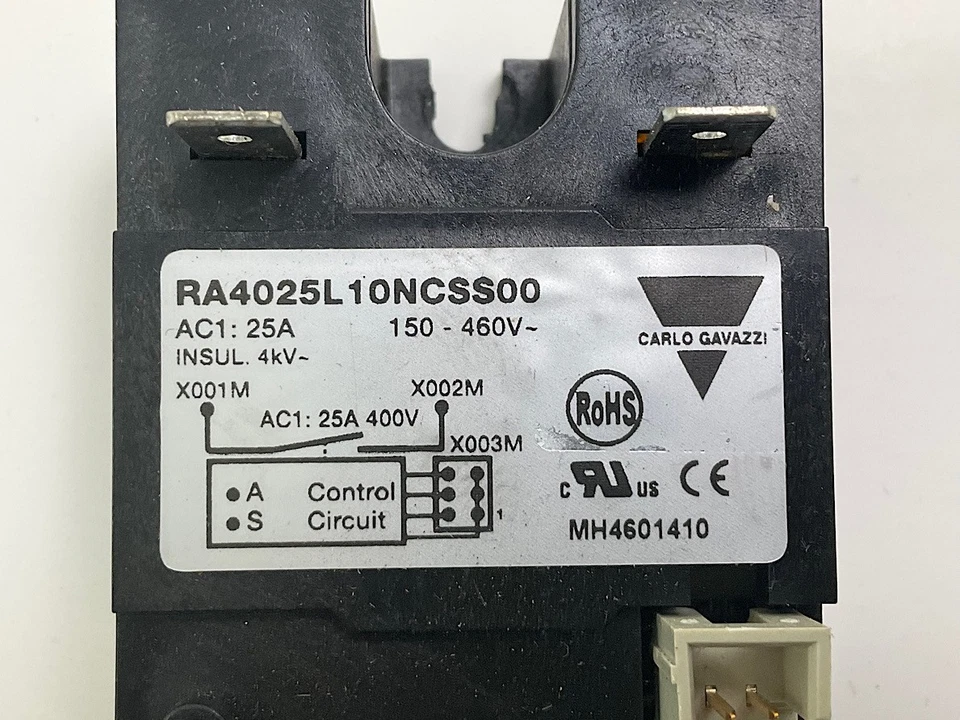 RA4025L10NCSS00
AC1: 25A 150 - 460V~
INSUL. 4kV~
CARLO GAVAZZI
X001M X002M
AC1: 25A 400V
RoHS
X003M
A Control
S Circuit
1
c RU us CE
MH4601410